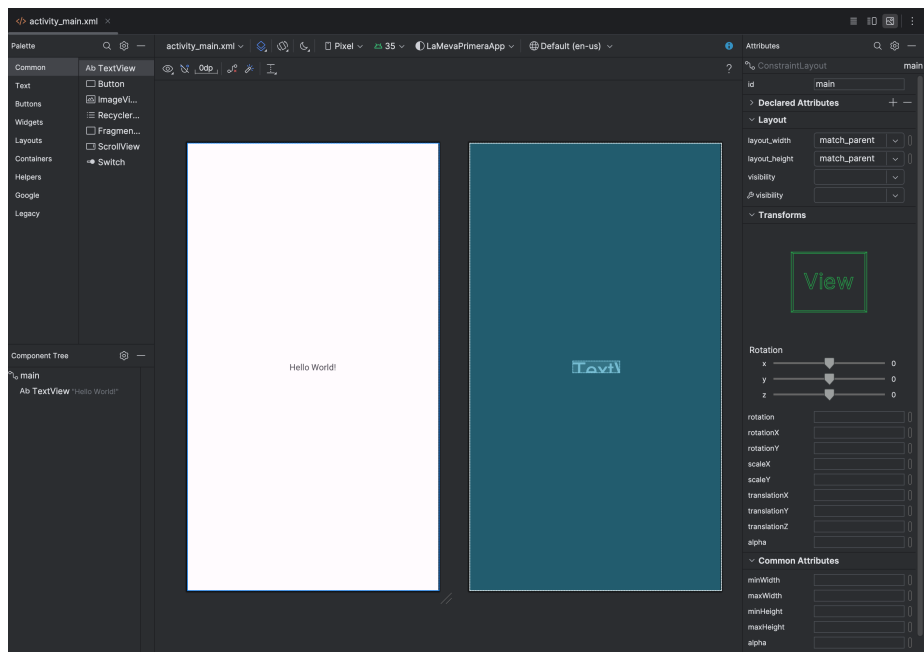 </> activity_main.xml ×
Palette
Common
Text
Buttons
Widgets
Layouts
Containers
Helpers
Google
Legacy
Ab TextView
Button
ImageVi...
Recycler...
Fragmen...
ScrollView
Switch
Component Tree
main
Ab TextView "Hello World!"
activity_main.xml
Pixel
35
LaMevaPrimeraApp
Default (en-us)
0dp
?
Hello World!
Attributes
ConstraintLayout main
id main
Declared Attributes
Layout
layout_width match_parent
layout_height match_parent
visibility
visibility
Transforms
View
Rotation
x 0
y 0
z 0
rotation
rotationX
rotationY
scaleX
scaleY
translationX
translationY
translationZ
alpha
Common Attributes
minWidth
maxWidth
minHeight
maxHeight
alpha